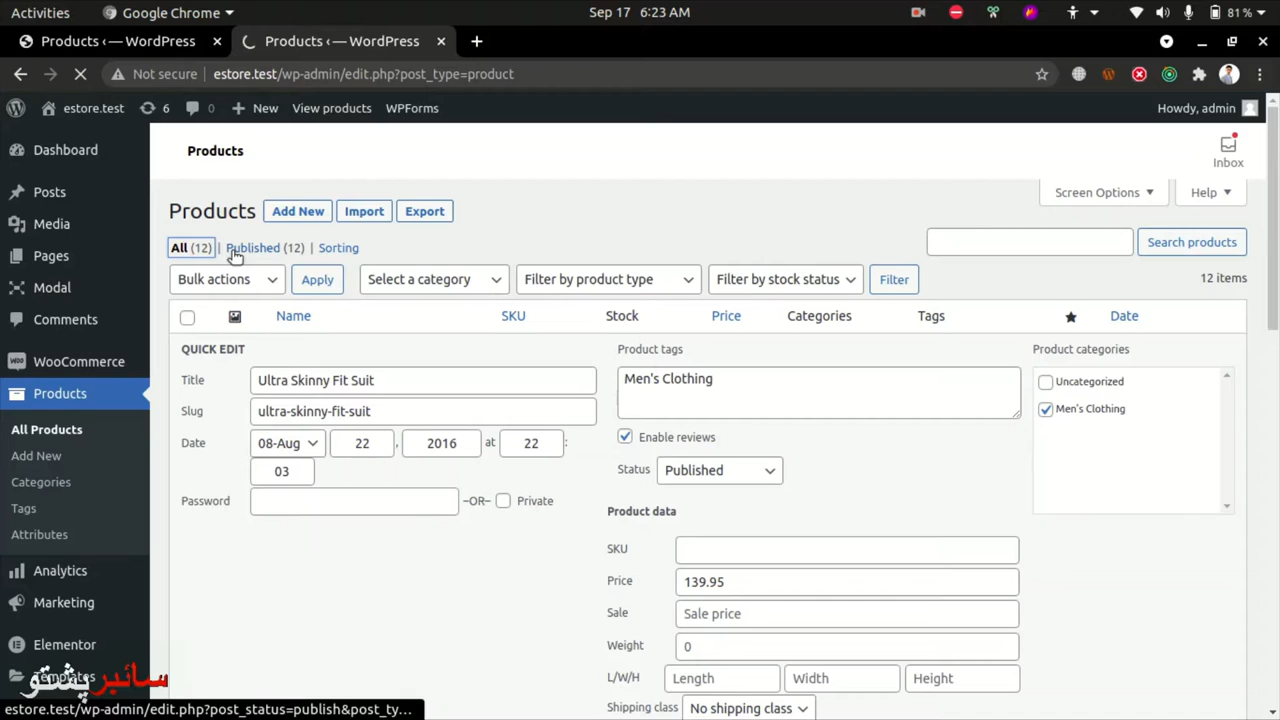 Activities Google Chrome Sep 17 6:23 AM 81 %
Products ‹ — WordPress Products ‹ — WordPress
Not secure estore.test/wp-admin/edit.php?post_type=product
estore.test 6 0 New View products WPForms Howdy, admin
Dashboard
Posts
Media
Pages
Modal
Comments
WooCommerce
Products
All Products
Add New
Categories
Tags
Attributes
Analytics
Marketing
Elementor
Templates
Products
Inbox
Screen Options Help
Products Add New Import Export
All (12) | Published (12) | Sorting
Search products
Bulk actions Apply Select a category Filter by product type Filter by stock status Filter 12 items
Name SKU Stock Price Categories Tags Date
QUICK EDIT
Title Ultra Skinny Fit Suit
Slug ultra-skinny-fit-suit
Date 08-Aug 22 , 2016 at 22 :
03
Password –OR– Private
Product tags
Men's Clothing
Enable reviews
Status Published
Product data
SKU
Price 139.95
Sale Sale price
Weight 0
L/W/H Length Width Height
Shipping class No shipping class
Product categories
Uncategorized
Men's Clothing
سائبر پښتو
estore.test/wp-admin/edit.php?post_status=publish&post_ty...